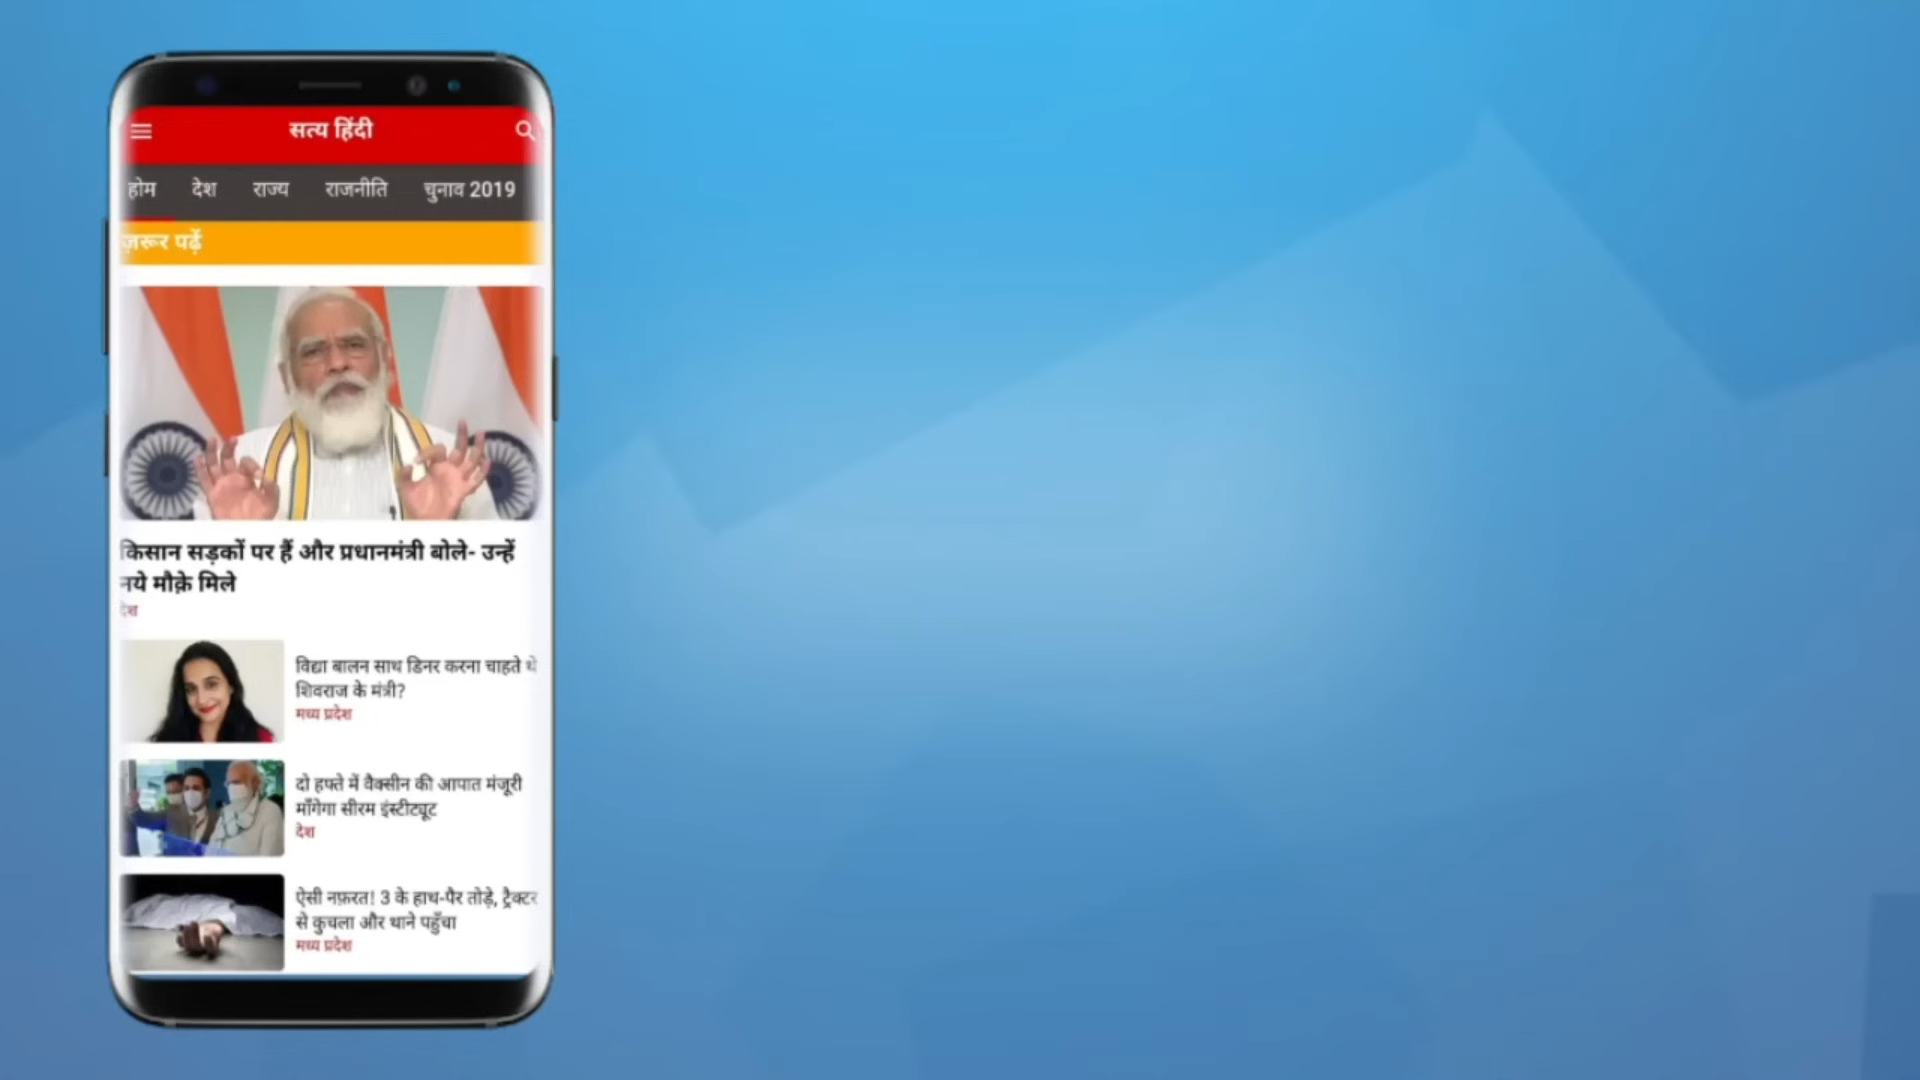 सत्य हिंदी
होम देश राज्य राजनीति चुनाव 2019
ज़रूर पढ़ें
किसान सड़कों पर हैं और प्रधानमंत्री बोले- उन्हें
नये मौक़े मिले
देश
विद्या बालन साथ डिनर करना चाहते थे
शिवराज के मंत्री?
मध्य प्रदेश
दो हफ्ते में वैक्सीन की आपात मंजूरी
माँगेगा सीरम इंस्टीट्यूट
देश
ऐसी नफ़रत! 3 के हाथ-पैर तोड़े, ट्रैक्टर
से कुचला और थाने पहुँचा
मध्य प्रदेश